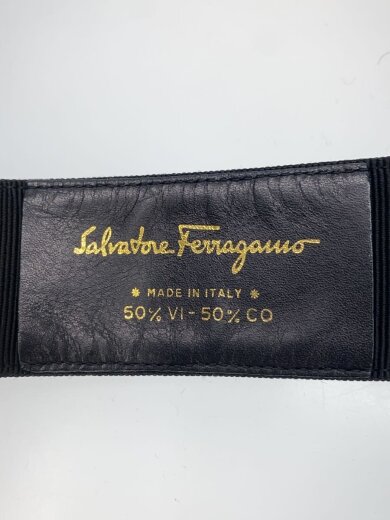 Salvatore Ferragamo
* MADE IN ITALY *
50% VI - 50% CO